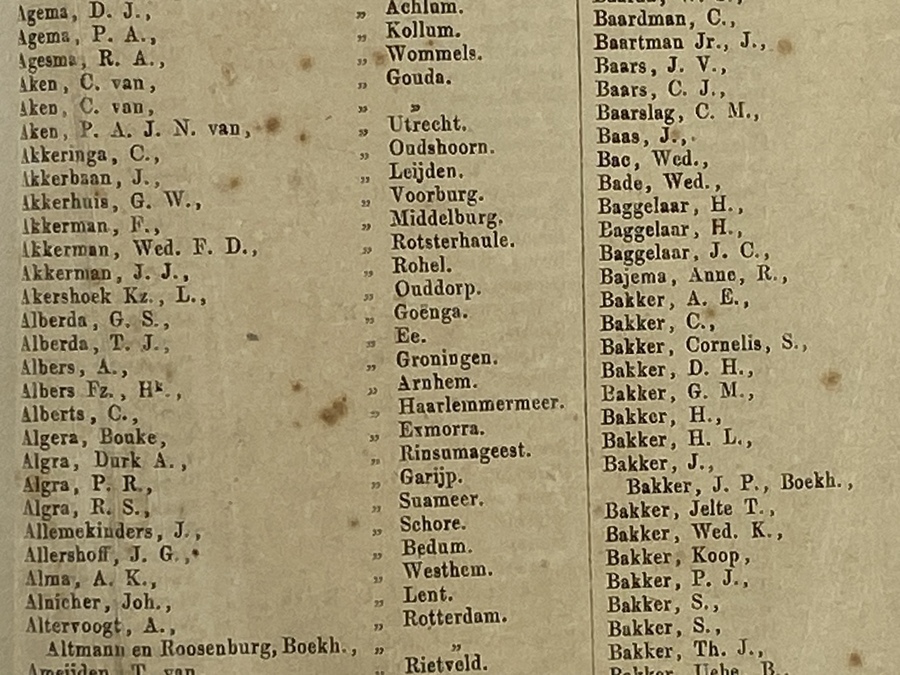 Agema, D. J., „ Achlum.
Agema, P. A., „ Kollum.
Agesma, R. A., „ Wommels.
Aken, C. van, „ Gouda.
Aken, C. van, „ „
Aken, P. A. J. N. van, „ Utrecht.
Akkeringa, C., „ Oudshoorn.
Akkerbaan, J., „ Leijden.
Akkerhuis, G. W., „ Voorburg.
Akkerman, F., „ Middelburg.
Akkerman, Wed. F. D., „ Rotsterhaule.
Akkerman, J. J., „ Rohel.
Akershoek Kz., L., „ Ouddorp.
Alberda, G. S., „ Goënga.
Alberda, T. J., „ Ee.
Albers, A., „ Groningen.
Albers Fz., Hk., „ Arnhem.
Alberts, C., „ Haarlemmermeer.
Algera, Bouke, „ Exmorra.
Algra, Durk A., „ Rinsumageest.
Algra, P. R., „ Garijp.
Algra, R. S., „ Suameer.
Allemekinders, J., „ Schore.
Allershoff, J. G., „ Bedum.
Alma, A. K., „ Westhem.
Alnicher, Joh., „ Lent.
Altervoogt, A., „ Rotterdam.
Altmann en Roosenburg, Boekh., „ „
Ameijden, T. van „ Rietveld.
Baardman, C.,
Baartman Jr., J.,
Baars, J. V.,
Baars, C. J.,
Baarslag, C. M.,
Baas, J.,
Bac, Wed.,
Bade, Wed.,
Baggelaar, H.,
Baggelaar, H.,
Baggelaar, J. C.,
Bajema, Anne, R.,
Bakker, A. E.,
Bakker, C.,
Bakker, Cornelis, S.,
Bakker, D. H.,
Bakker, G. M.,
Bakker, H.,
Bakker, H. L.,
Bakker, J.,
Bakker, J. P., Boekh.,
Bakker, Jelte T.,
Bakker, Wed. K.,
Bakker, Koop,
Bakker, P. J.,
Bakker, S.,
Bakker, S.,
Bakker, Th. J.,
Bakker, B.